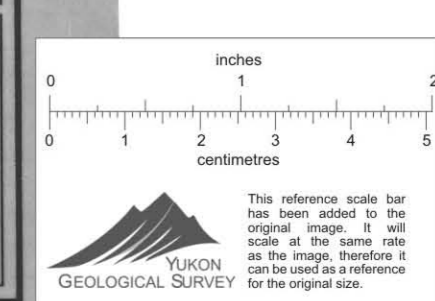 inches
0 1 2
0 1 2 3 4 5
centimetres
This reference scale bar
has been added to the
original image. It will
scale at the same rate
as the image, therefore it
can be used as a reference
for the original size.
YUKON
GEOLOGICAL SURVEY